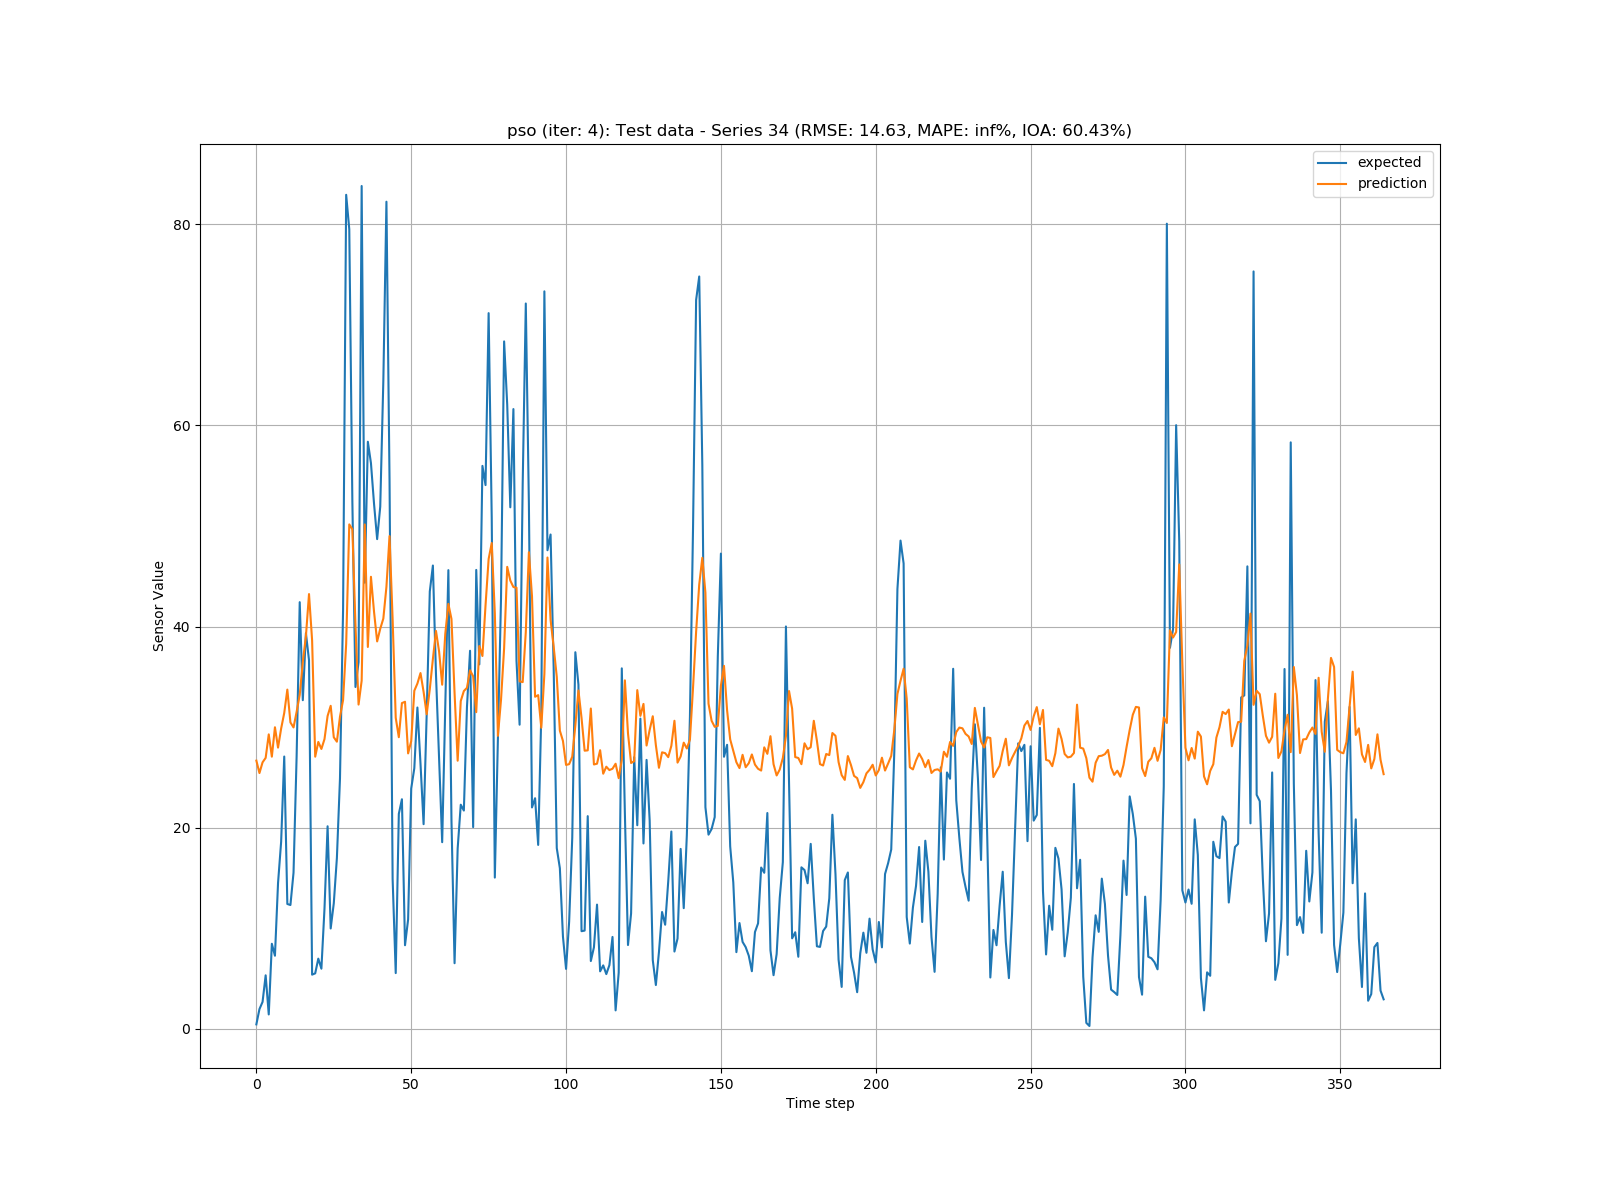 pso (iter: 4): Test data - Series 34 (RMSE: 14.63, MAPE: inf%, IOA: 60.43%)
expected
prediction
80
60
40
20
0
Sensor Value
0 50 100 150 200 250 300 350
Time step